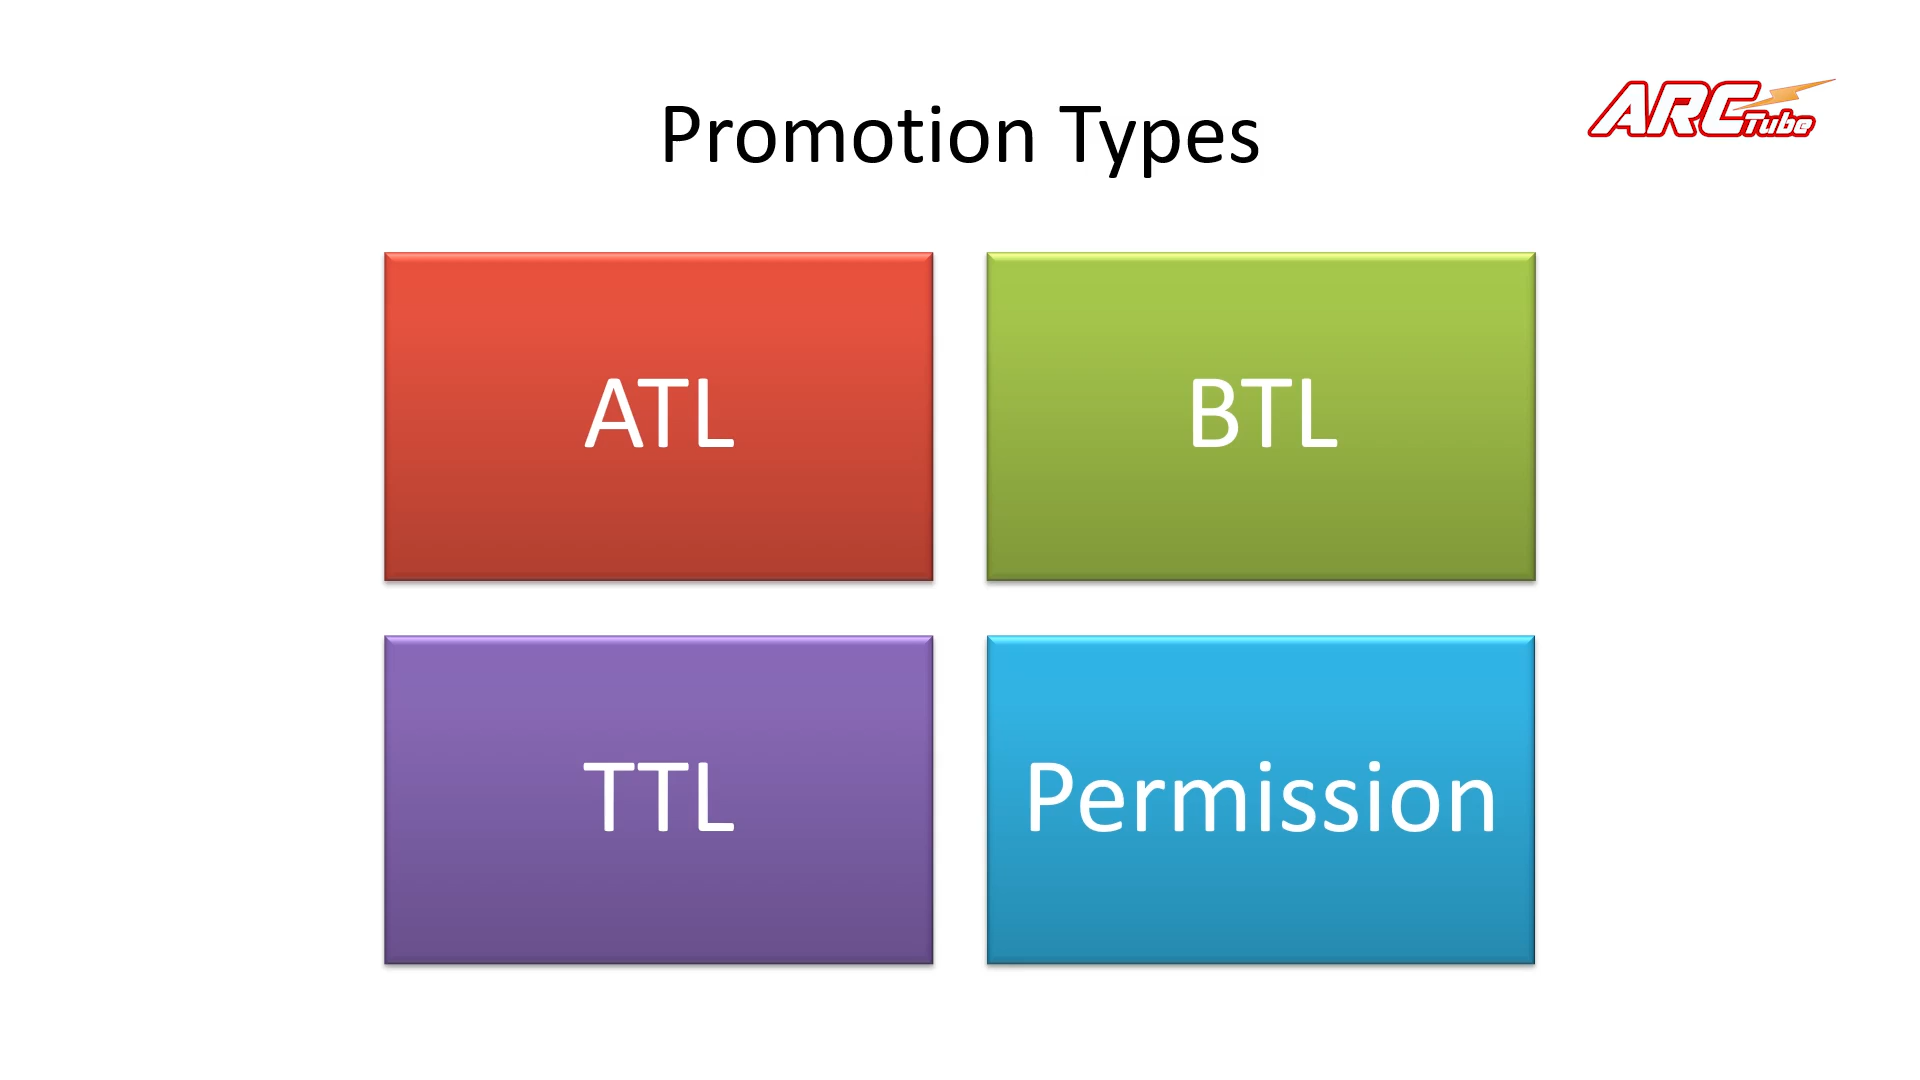 Promotion Types
ARC Tube
ATL
BTL
TTL
Permission